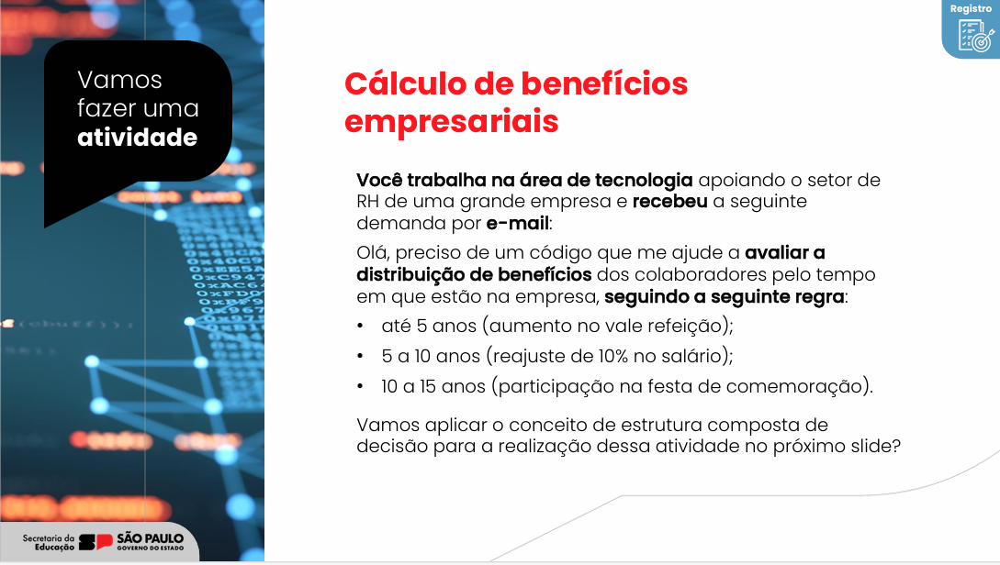 Registro
Vamos
fazer uma
atividade
Cálculo de benefícios
empresariais
Você trabalha na área de tecnologia apoiando o setor de
RH de uma grande empresa e recebeu a seguinte
demanda por e-mail:
Olá, preciso de um código que me ajude a avaliar a
distribuição de benefícios dos colaboradores pelo tempo
em que estão na empresa, seguindo a seguinte regra:
• até 5 anos (aumento no vale refeição);
• 5 a 10 anos (reajuste de 10% no salário);
• 10 a 15 anos (participação na festa de comemoração).
Vamos aplicar o conceito de estrutura composta de
decisão para a realização dessa atividade no próximo slide?
Secretaria da
Educação
SÃO PAULO
GOVERNO DO ESTADO